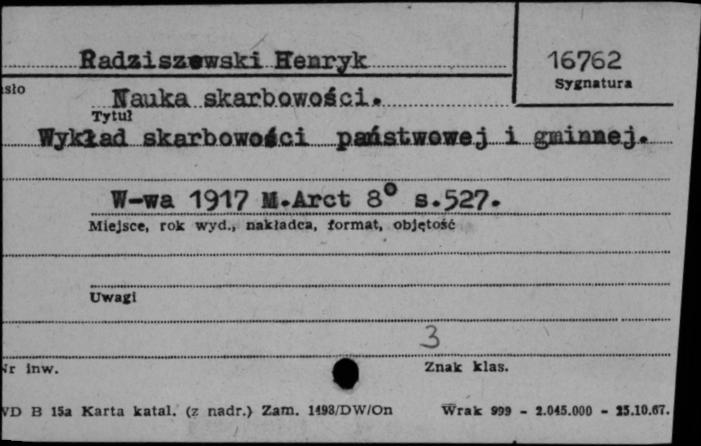 Radziszewski Henryk
16762
Sygnatura
Nauka skarbowości.
Tytuł
Wykład skarbowości państwowej i gminnej.
W-wa 1917 M.Arct 8° s.527.
Miejsce, rok wyd., nakładca, format, objętość
Uwagi
3
Nr inw.
Znak klas.
B 15a Karta katal. (z nadr.) Zam. 1493/DW/On
Wrak 999 - 2.045.000 - 25.10.67.